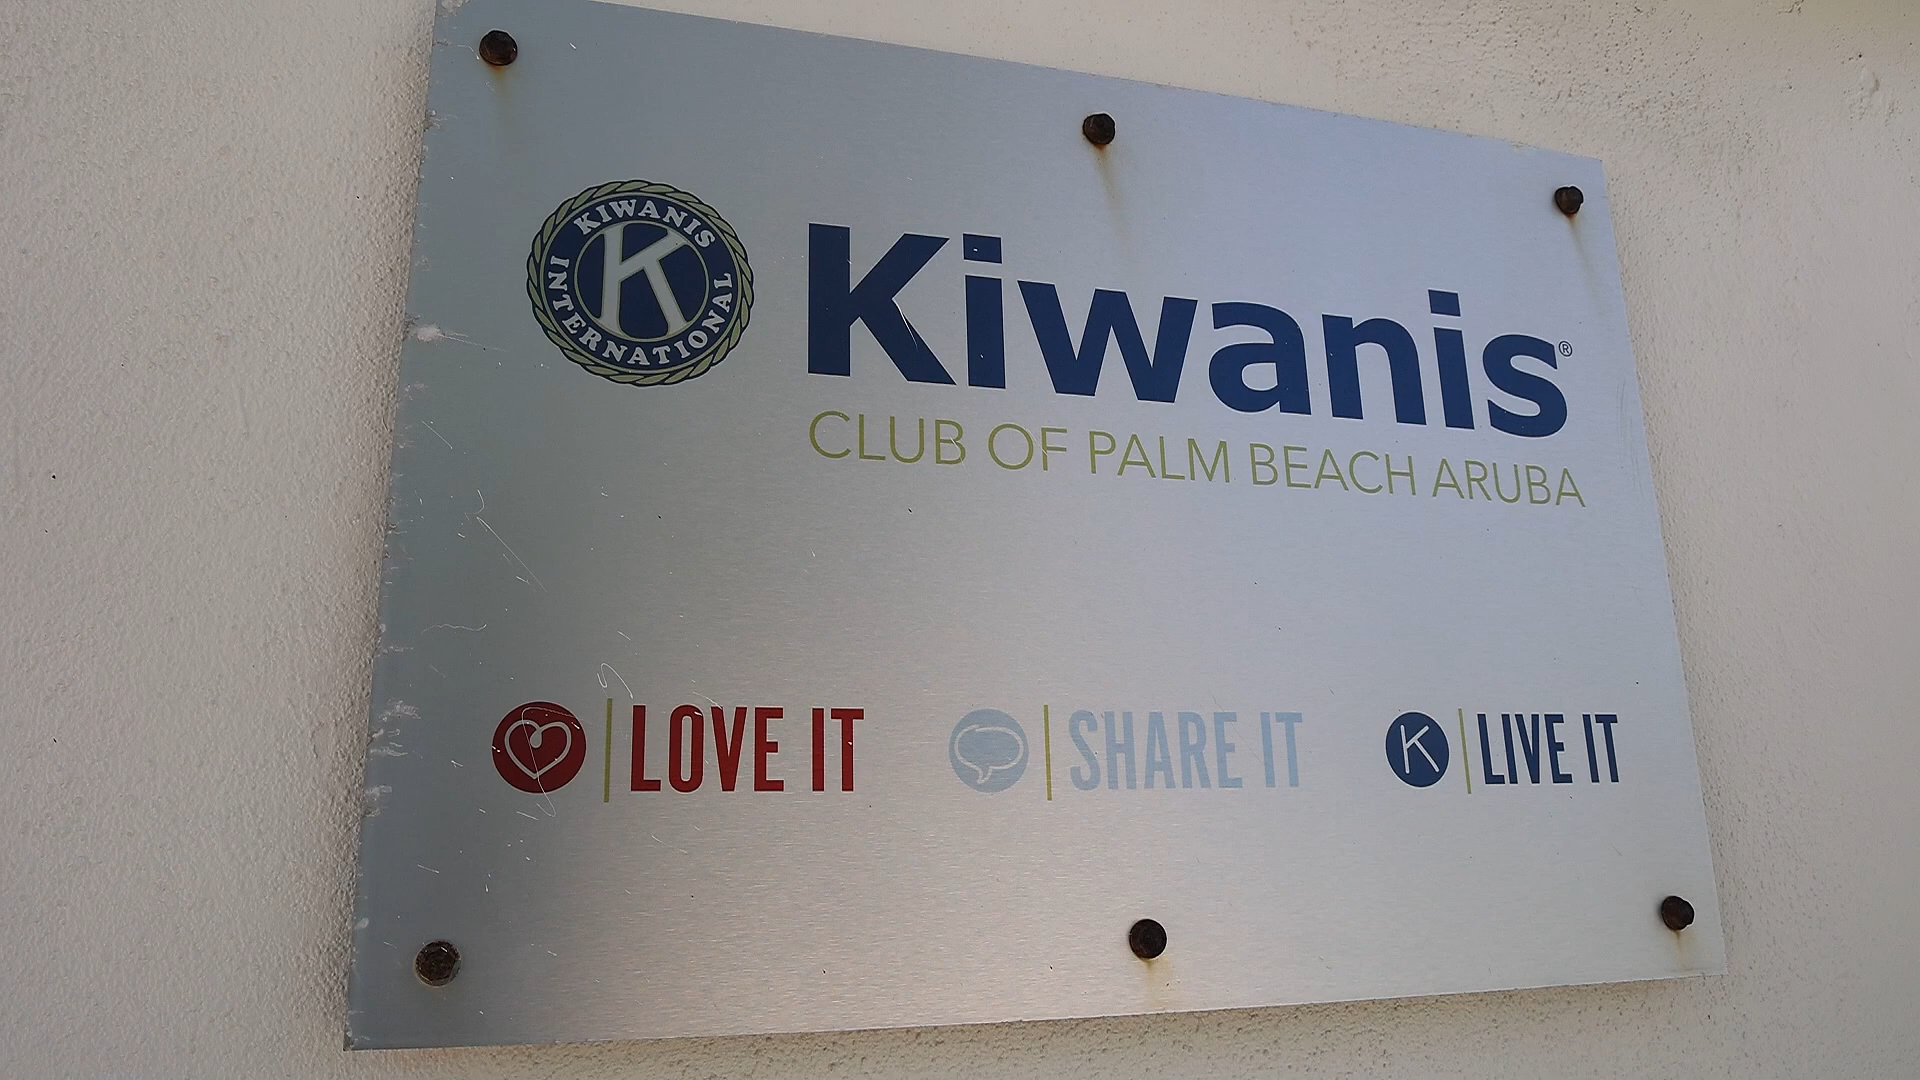 KIWANIS
K
INTERNATIONAL
Kiwanis®
CLUB OF PALM BEACH ARUBA
LOVE IT
SHARE IT
K LIVE IT